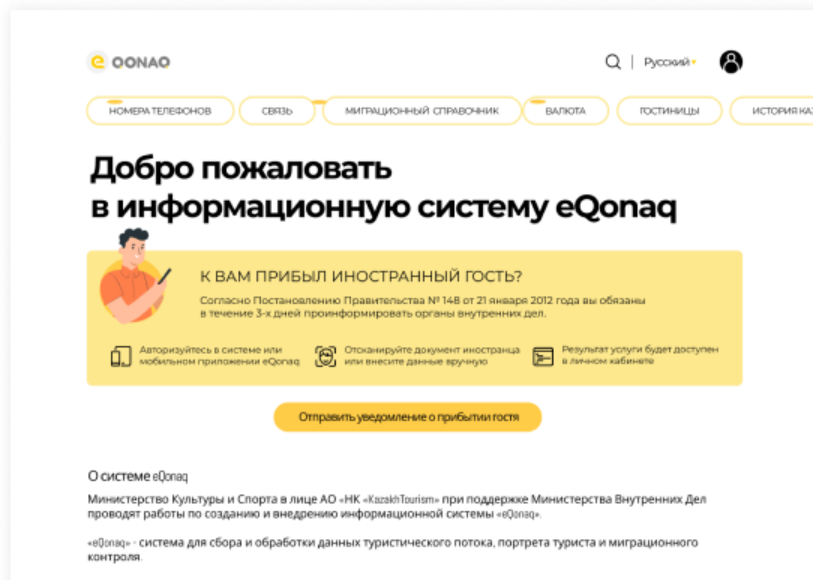 e QONAQ
Русский
НОМЕРА ТЕЛЕФОНОВ СВЯЗЬ МИГРАЦИОННЫЙ СПРАВОЧНИК ВАЛЮТА ГОСТИНИЦЫ ИСТОРИЯ КАЗ
Добро пожаловать
в информационную систему eQonaq
К ВАМ ПРИБЫЛ ИНОСТРАННЫЙ ГОСТЬ?
Согласно Постановлению Правительства № 148 от 21 января 2012 года вы обязаны
в течение 3-х дней проинформировать органы внутренних дел.
Авторизуйтесь в системе или
мобильном приложении eQonaq
Отсканируйте документ иностранца
или внесите данные вручную
Результат услуги будет доступен
в личном кабинете
Отправить уведомление о прибытии гостя
О системе eQonaq
Министерство Культуры и Спорта в лице АО «НК «KazakhTourism» при поддержке Министерства Внутренних Дел
проводят работы по созданию и внедрению информационной системы «eQonaq».
«eQonaq» - система для сбора и обработки данных туристического потока, портрета туриста и миграционного
контроля.